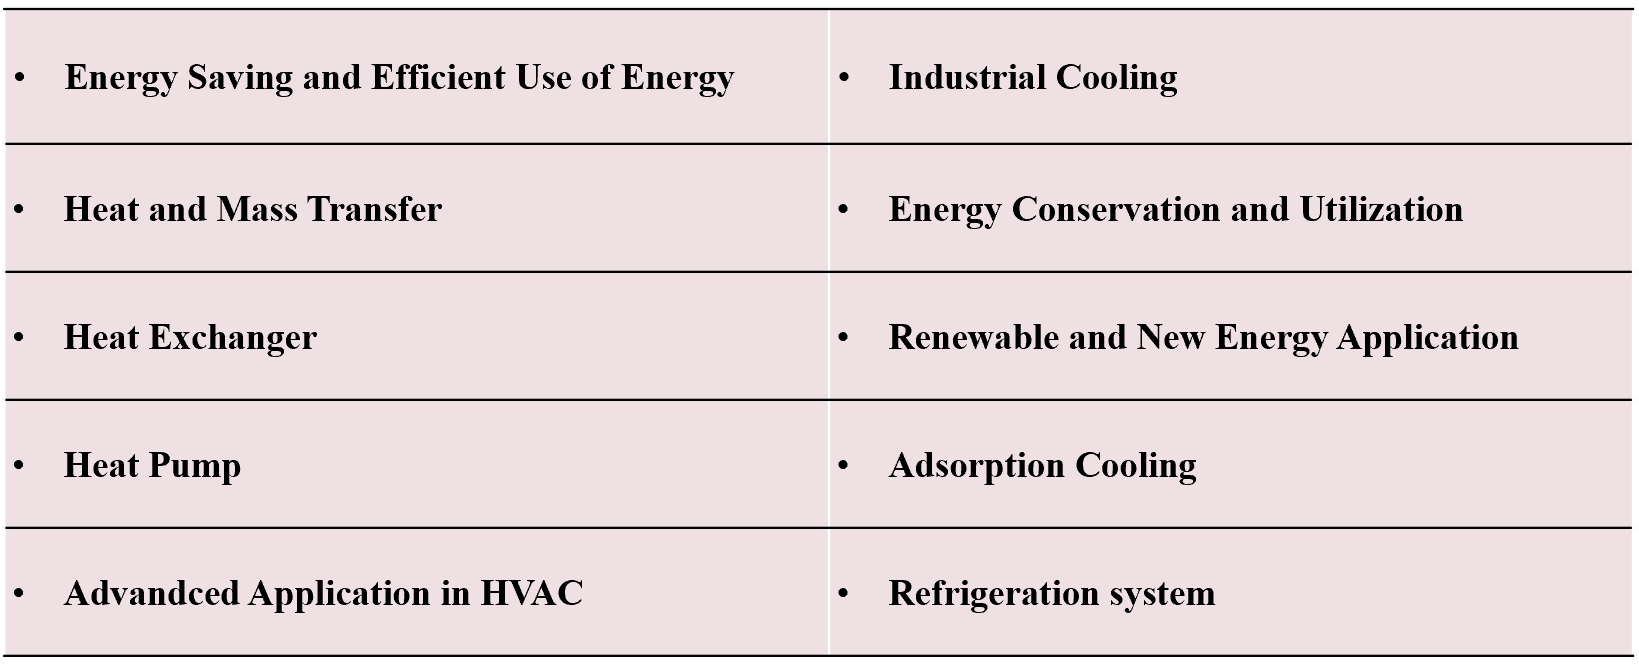 • Energy Saving and Efficient Use of Energy
• Industrial Cooling
• Heat and Mass Transfer
• Energy Conservation and Utilization
• Heat Exchanger
• Renewable and New Energy Application
• Heat Pump
• Adsorption Cooling
• Advandced Application in HVAC
• Refrigeration system